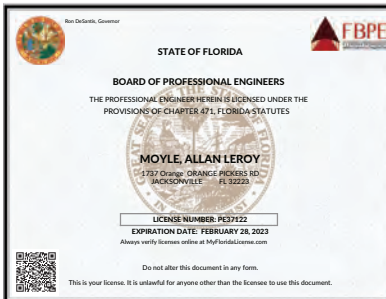 Ron DeSantis, Governor
FBPE
STATE OF FLORIDA
BOARD OF PROFESSIONAL ENGINEERS
THE PROFESSIONAL ENGINEER HEREIN IS LICENSED UNDER THE
PROVISIONS OF CHAPTER 471, FLORIDA STATUTES
MOYLE, ALLAN LEROY
1737 Orange ORANGE PICKERS RD
JACKSONVILLE FL 32223
LICENSE NUMBER: PE37122
EXPIRATION DATE: FEBRUARY 28, 2023
Always verify licenses online at MyFloridaLicense.com
Do not alter this document in any form.
This is your license. It is unlawful for anyone other than the licensee to use this document.